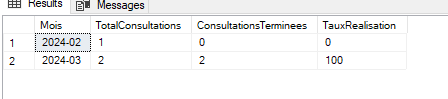 Results Messages
Mois TotalConsultations ConsultationsTerminees TauxRealisation
1 2024-02 1 0 0
2 2024-03 2 2 100